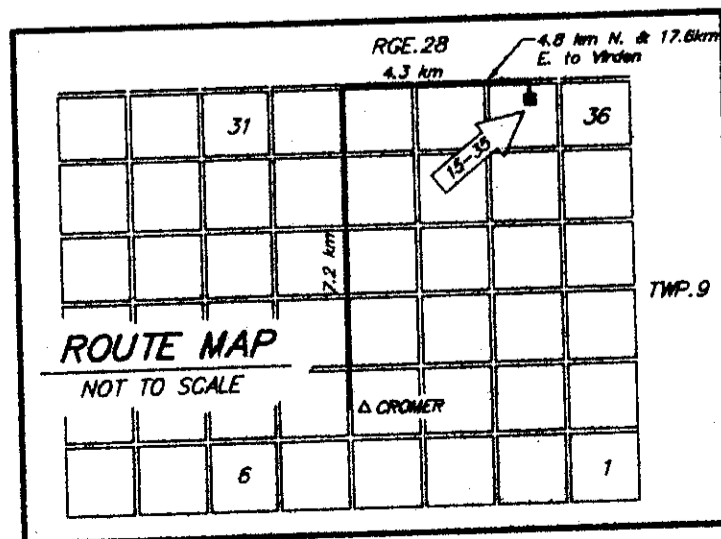 RGE.28
4.8 km N. & 17.6km
E. to Virden
4.3 km
31
36
15-35
7.2 km
TWP.9
ROUTE MAP
NOT TO SCALE
△ CROMER
6
1